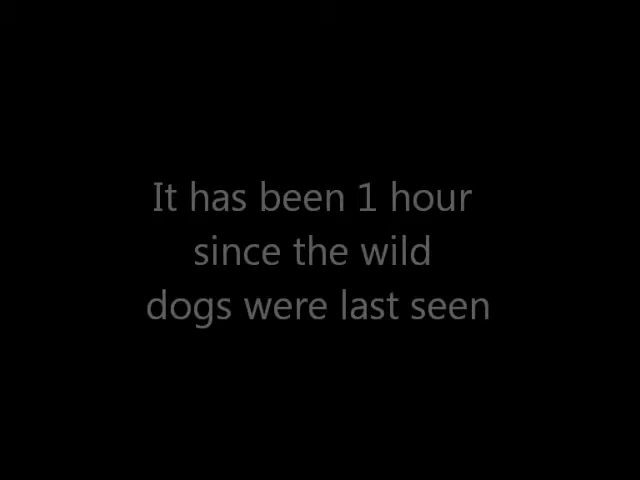 It has been 1 hour
since the wild
dogs were last seen